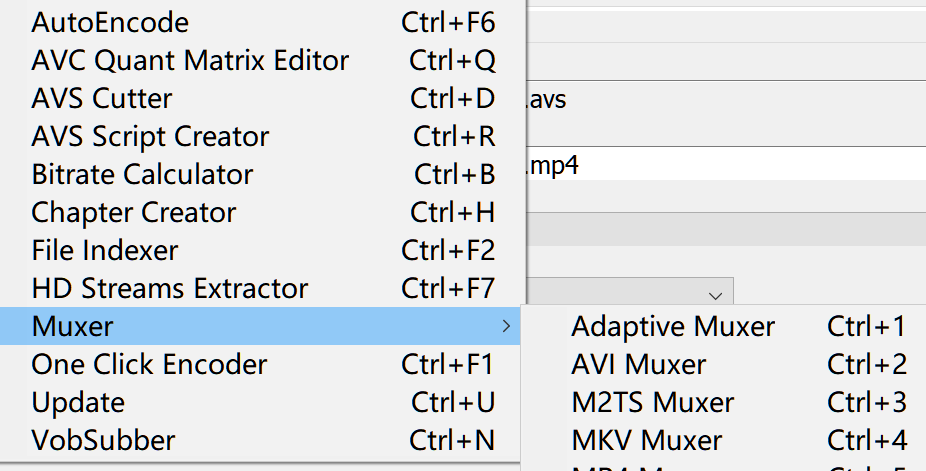 AutoEncode Ctrl+F6
AVC Quant Matrix Editor Ctrl+Q
AVS Cutter Ctrl+D
.avs
AVS Script Creator Ctrl+R
Bitrate Calculator Ctrl+B
.mp4
Chapter Creator Ctrl+H
File Indexer Ctrl+F2
HD Streams Extractor Ctrl+F7
Muxer
One Click Encoder Ctrl+F1
Update Ctrl+U
VobSubber Ctrl+N
Adaptive Muxer Ctrl+1
AVI Muxer Ctrl+2
M2TS Muxer Ctrl+3
MKV Muxer Ctrl+4